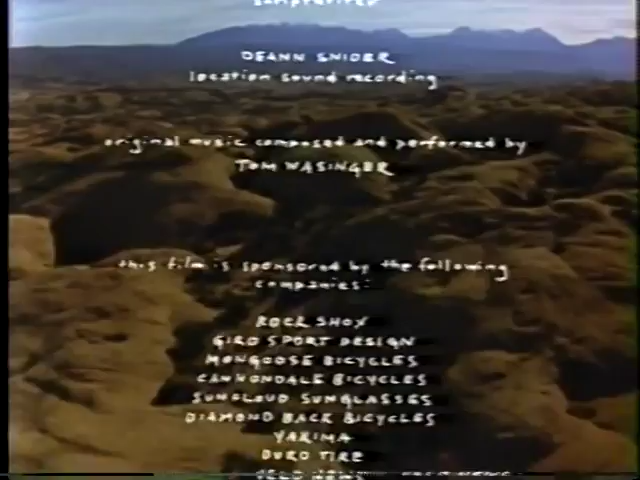 DEANN SNIDER
location sound recording
original music composed and performed by
TOM WASINGER
this film is sponsored by the following
companies:
ROCK SHOX
GIRO SPORT DESIGN
MONGOOSE BICYCLES
CANNONDALE BICYCLES
SUNCLOUD SUNGLASSES
DIAMOND BACK BICYCLES
YAKIMA
DURO TIRE